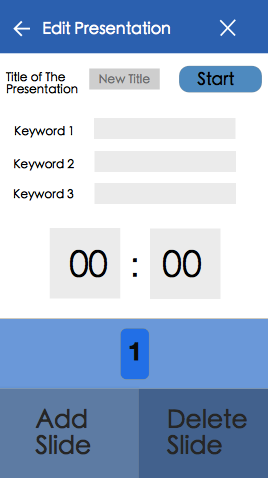 Edit Presentation
Title of The
Presentation
New Title
Start
Keyword 1
Keyword 2
Keyword 3
00 : 00
1
Add
Slide
Delete
Slide